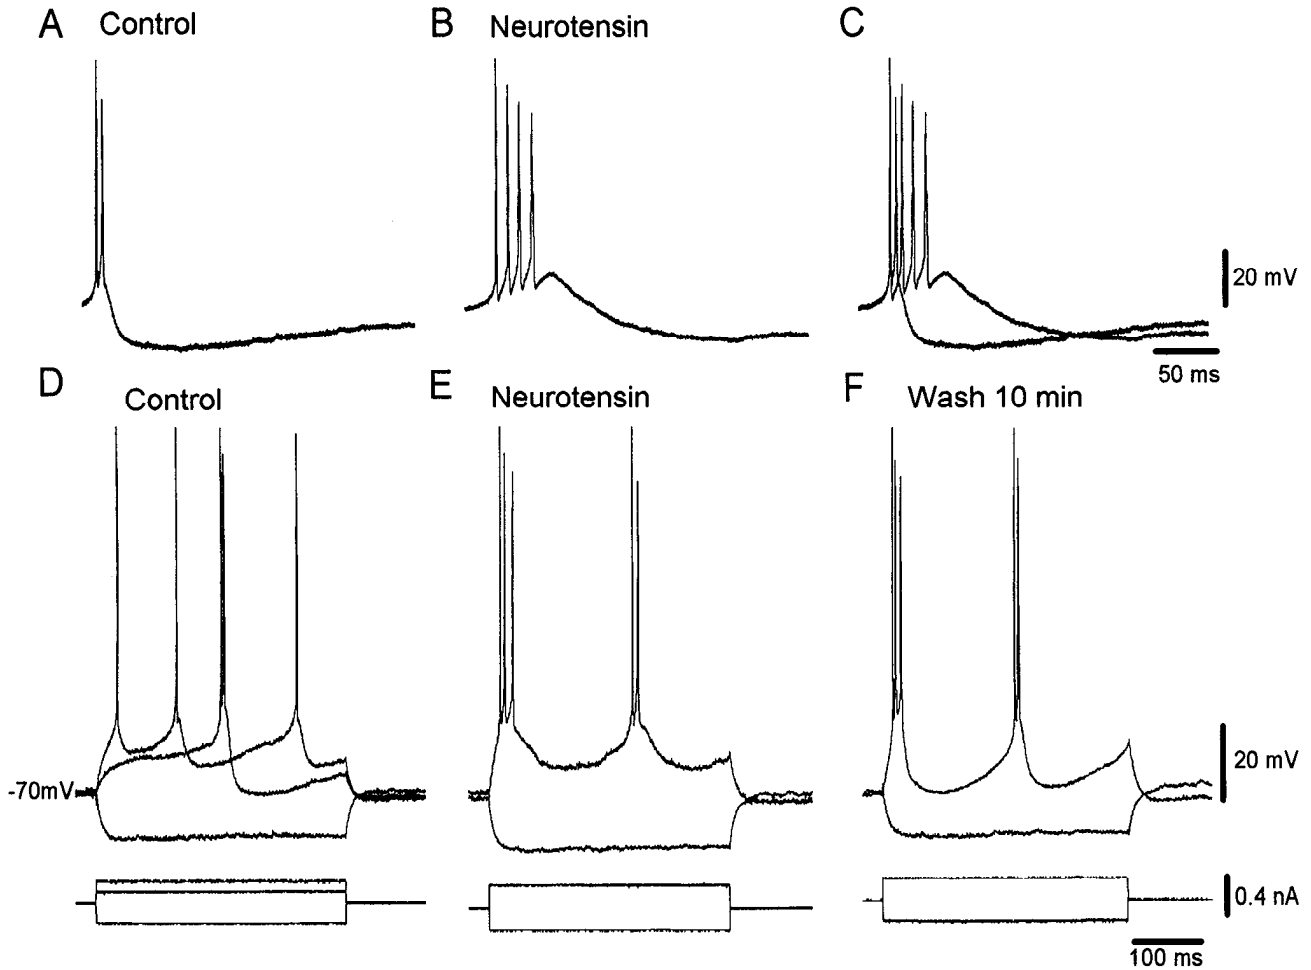 A Control
B Neurotensin
C
20 mV
50 ms
D Control
E Neurotensin
F Wash 10 min
-70mV
20 mV
0.4 nA
100 ms